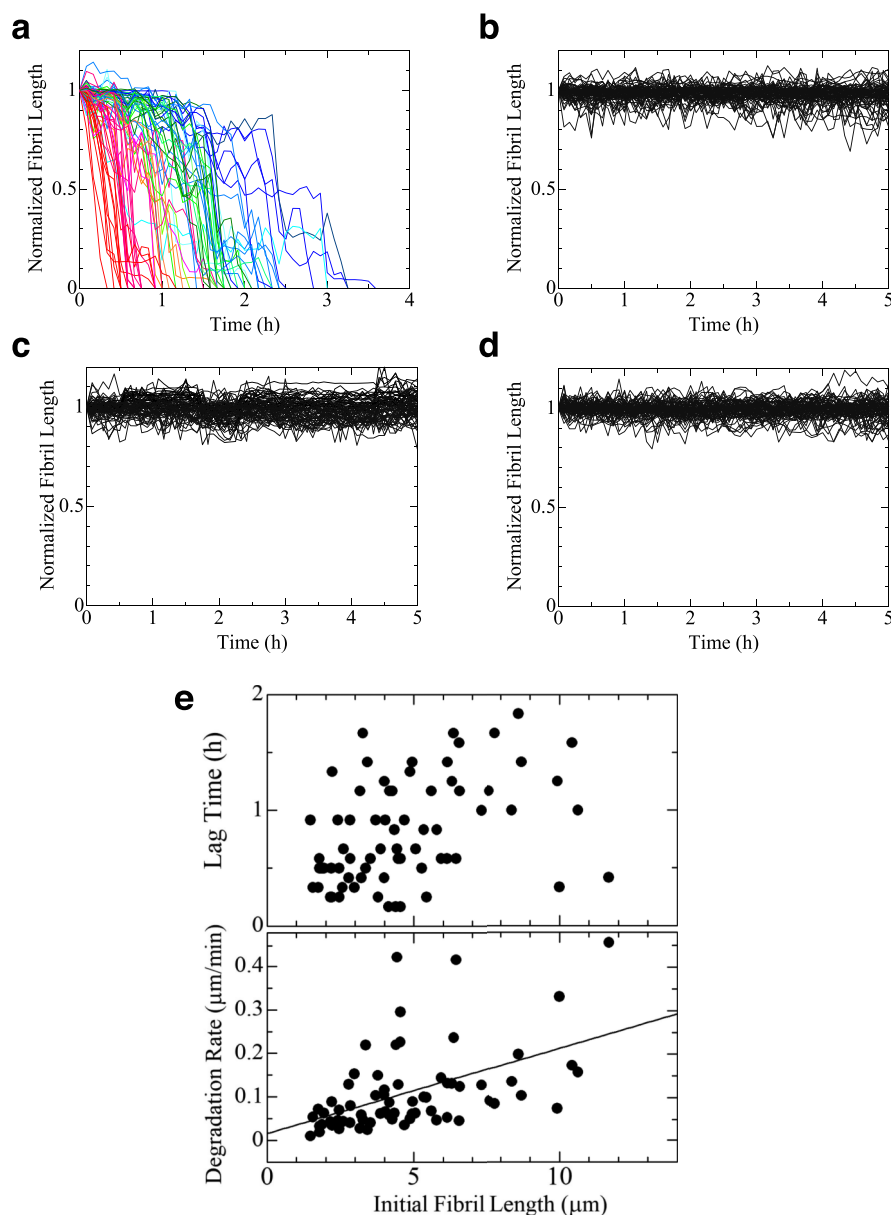 a
Normalized Fibril Length
1
0.5
0
0 1 2 3 4
Time (h)
b
Normalized Fibril Length
1
0.5
0
0 1 2 3 4 5
Time (h)
c
Normalized Fibril Length
1
0.5
0
0 1 2 3 4 5
Time (h)
d
Normalized Fibril Length
1
0.5
0
0 1 2 3 4 5
Time (h)
e
Lag Time (h)
2
1
0
Degradation Rate (μm/min)
0.4
0.3
0.2
0.1
0
0 5 10
Initial Fibril Length (μm)